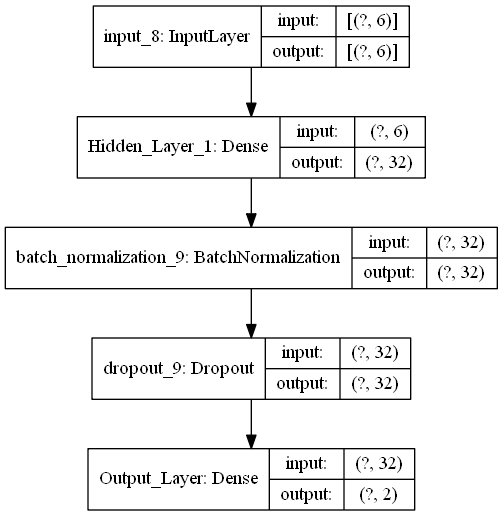 input_8: InputLayer
input: [(?, 6)]
output: [(?, 6)]
Hidden_Layer_1: Dense
input: (?, 6)
output: (?, 32)
batch_normalization_9: BatchNormalization
input: (?, 32)
output: (?, 32)
dropout_9: Dropout
input: (?, 32)
output: (?, 32)
Output_Layer: Dense
input: (?, 32)
output: (?, 2)